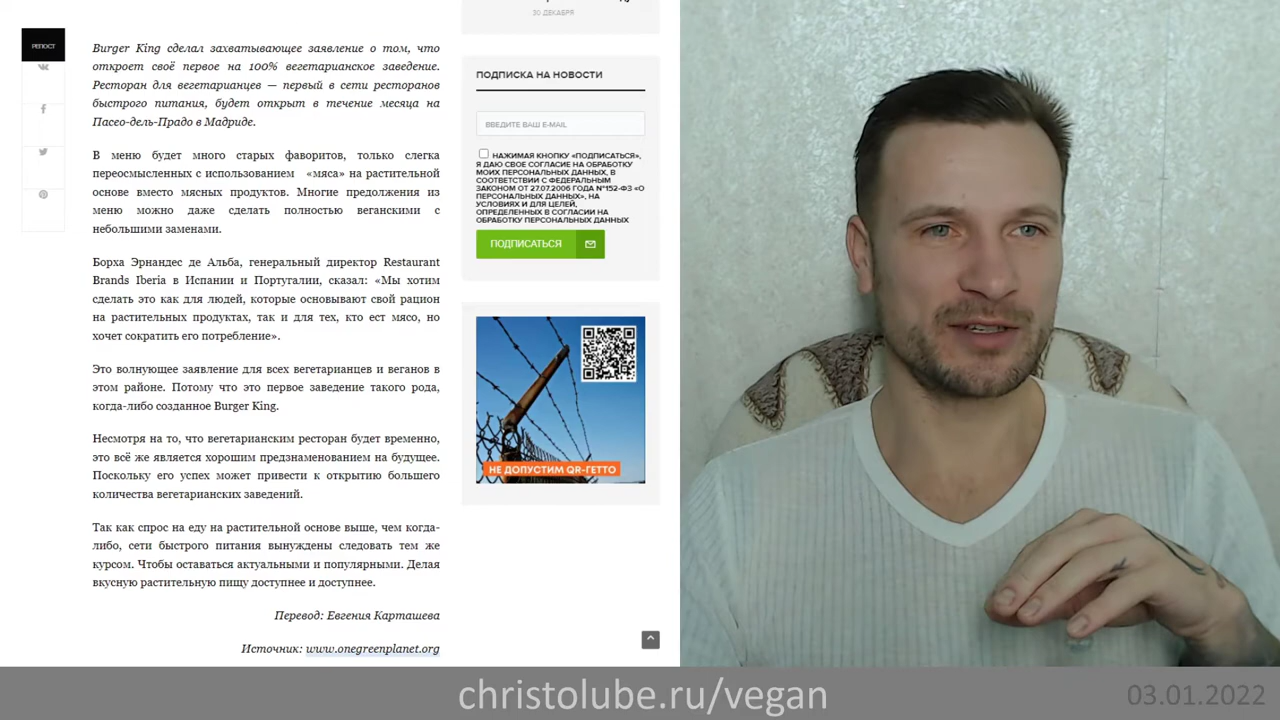 30 ДЕКАБРЯ
РЕПОСТ
Burger King сделал захватывающее заявление о том, что
откроет своё первое на 100% вегетарианское заведение.
Ресторан для вегетарианцев — первый в сети ресторанов
быстрого питания, будет открыт в течение месяца на
Пасео-дель-Прадо в Мадриде.
В меню будет много старых фаворитов, только слегка
переосмысленных с использованием «мяса» на растительной
основе вместо мясных продуктов. Многие предложения из
меню можно даже сделать полностью веганскими с
небольшими заменами.
Борха Эрнандес де Альба, генеральный директор Restaurant
Brands Iberia в Испании и Португалии, сказал: «Мы хотим
сделать это как для людей, которые основывают свой рацион
на растительных продуктах, так и для тех, кто ест мясо, но
хочет сократить его потребление».
Это волнующее заявление для всех вегетарианцев и веганов в
этом районе. Потому что это первое заведение такого рода,
когда-либо созданное Burger King.
Несмотря на то, что вегетарианский ресторан будет временно,
это всё же является хорошим предзнаменованием на будущее.
Поскольку его успех может привести к открытию большего
количества вегетарианских заведений.
Так как спрос на еду на растительной основе выше, чем когда-
либо, сети быстрого питания вынуждены следовать тем же
курсом. Чтобы оставаться актуальными и популярными. Делая
вкусную растительную пищу доступнее и доступнее.
Перевод: Евгения Карташева
Источник: www.onegreenplanet.org
ПОДПИСКА НА НОВОСТИ
ВВЕДИТЕ ВАШ E-MAIL
НАЖИМАЯ КНОПКУ «ПОДПИСАТЬСЯ»,
Я ДАЮ СВОЕ СОГЛАСИЕ НА ОБРАБОТКУ
МОИХ ПЕРСОНАЛЬНЫХ ДАННЫХ, В
СООТВЕТСТВИИ С ФЕДЕРАЛЬНЫМ
ЗАКОНОМ ОТ 27.07.2006 ГОДА №152-ФЗ «О
ПЕРСОНАЛЬНЫХ ДАННЫХ», НА
УСЛОВИЯХ И ДЛЯ ЦЕЛЕЙ,
ОПРЕДЕЛЕННЫХ В СОГЛАСИИ НА
ОБРАБОТКУ ПЕРСОНАЛЬНЫХ ДАННЫХ
ПОДПИСАТЬСЯ
НЕ ДОПУСТИМ QR-ГЕТТО
christolube.ru/vegan
03.01.2022